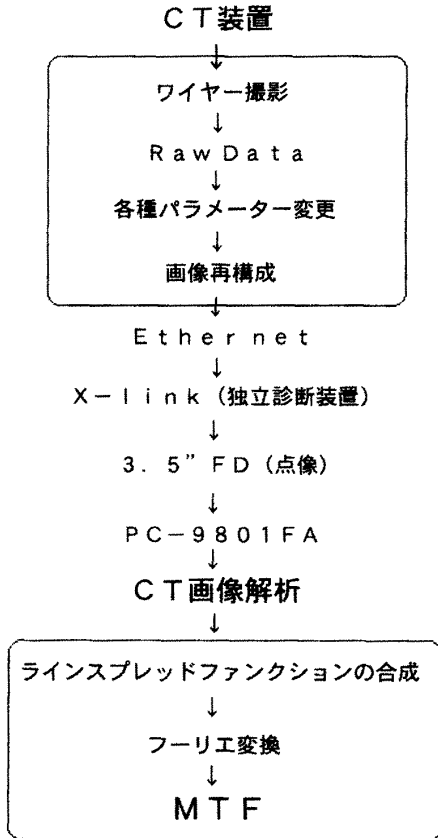 ＣＴ装置
↓
ワイヤー撮影
↓
ＲａｗＤａｔａ
↓
各種パラメーター変更
↓
画像再構成
↓
Ｅｔｈｅｒｎｅｔ
↓
Ｘ－ｌｉｎｋ（独立診断装置）
↓
３．５”ＦＤ（点像）
↓
ＰＣ－９８０１ＦＡ
↓
ＣＴ画像解析
↓
ラインスプレッドファンクションの合成
↓
フーリエ変換
↓
ＭＴＦ